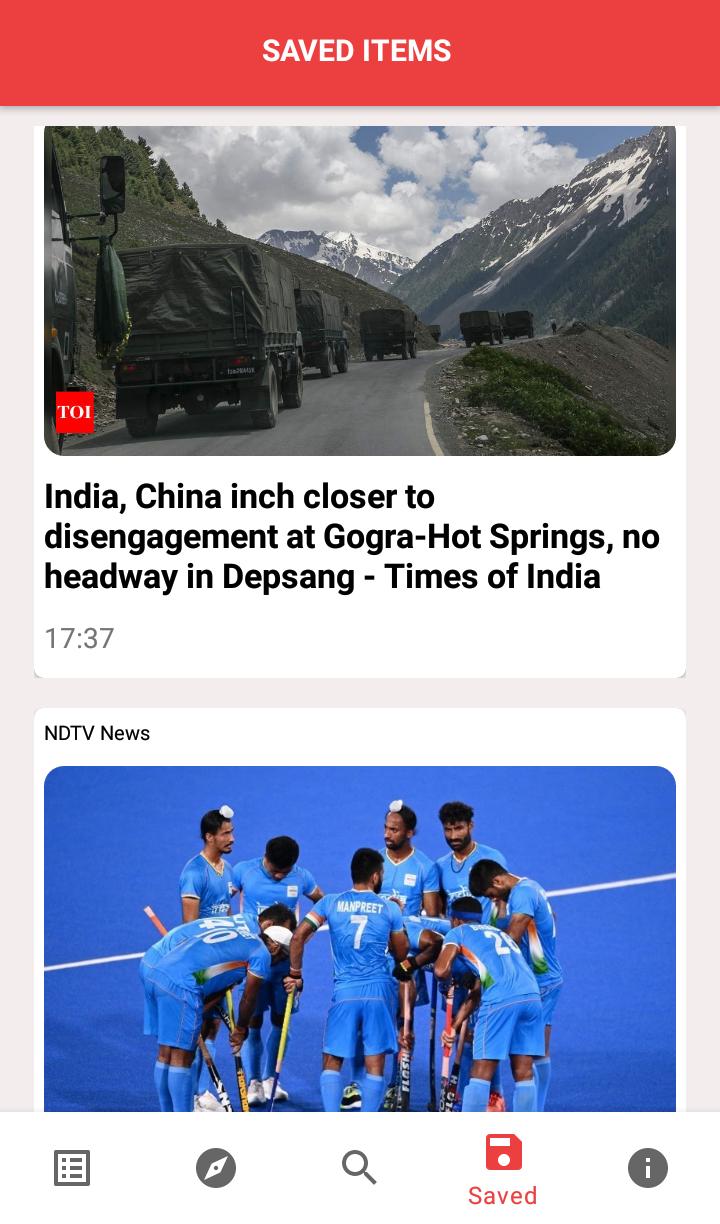 SAVED ITEMS
TOI
India, China inch closer to
disengagement at Gogra-Hot Springs, no
headway in Depsang - Times of India
17:37
NDTV News
MANPREET
7
Saved